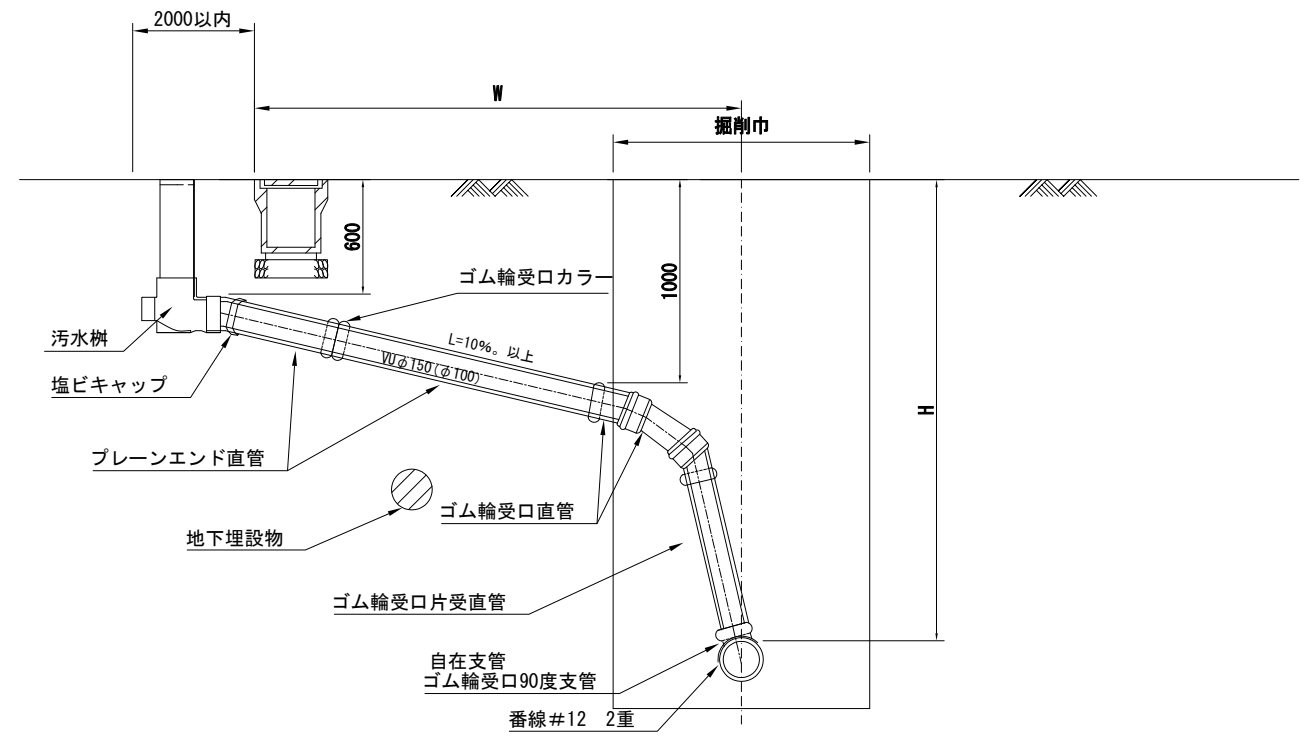 2000以内
W
掘削巾
600
1000
ゴム輪受口カラー
汚水桝
L=10%。以上
VUφ150(φ100)
塩ビキャップ
H
プレーンエンド直管
ゴム輪受口直管
地下埋設物
ゴム輪受口片受直管
自在支管
ゴム輪受口90度支管
番線#12 2重